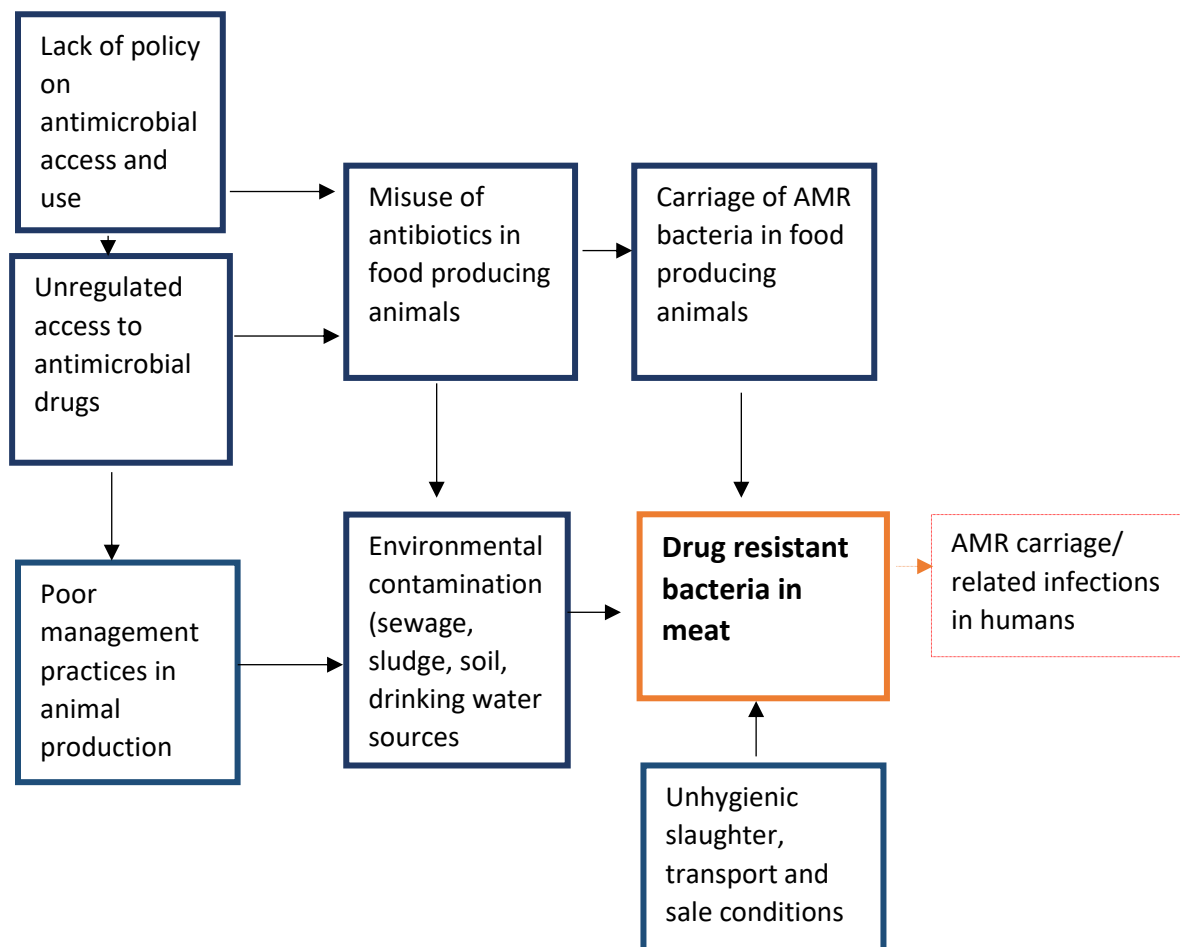 Lack of policy
on
antimicrobial
access and
use
Misuse of
antibiotics in
food producing
animals
Carriage of AMR
bacteria in food
producing
animals
Unregulated
access to
antimicrobial
drugs
Poor
management
practices in
animal
production
Environmental
contamination
(sewage,
sludge, soil,
drinking water
sources
Drug resistant
bacteria in
meat
AMR carriage/
related infections
in humans
Unhygienic
slaughter,
transport and
sale conditions